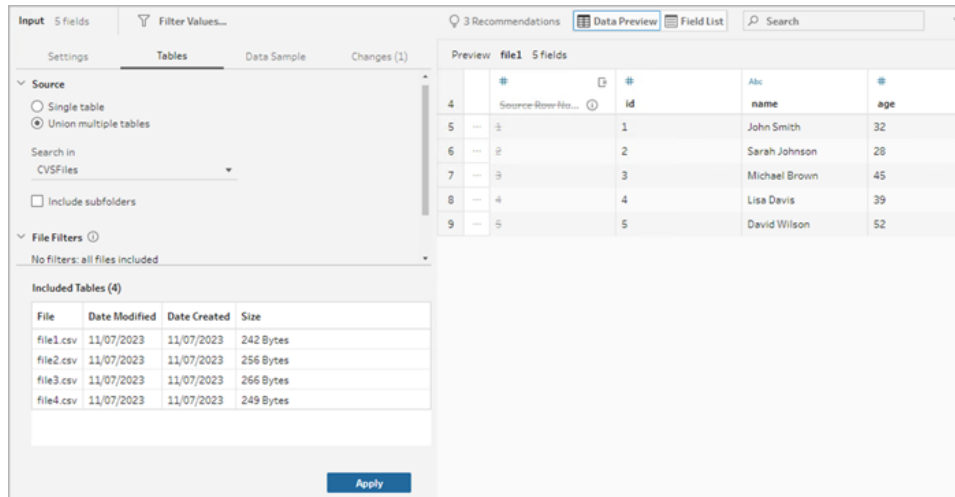 Input 5 fields Filter Values...
3 Recommendations Data Preview Field List Search
Settings Tables Data Sample Changes (1)
Source
Single table
Union multiple tables
Search in
CVSFiles
Include subfolders
File Filters
No filters: all files included
Included Tables (4)
File Date Modified Date Created Size
file1.csv 11/07/2023 11/07/2023 242 Bytes
file2.csv 11/07/2023 11/07/2023 256 Bytes
file3.csv 11/07/2023 11/07/2023 266 Bytes
file4.csv 11/07/2023 11/07/2023 249 Bytes
Apply
Preview file1 5 fields
# # Abc #
4 Source Row Nu... id name age
5 1 1 John Smith 32
6 2 2 Sarah Johnson 28
7 3 3 Michael Brown 45
8 4 4 Lisa Davis 39
9 5 5 David Wilson 52